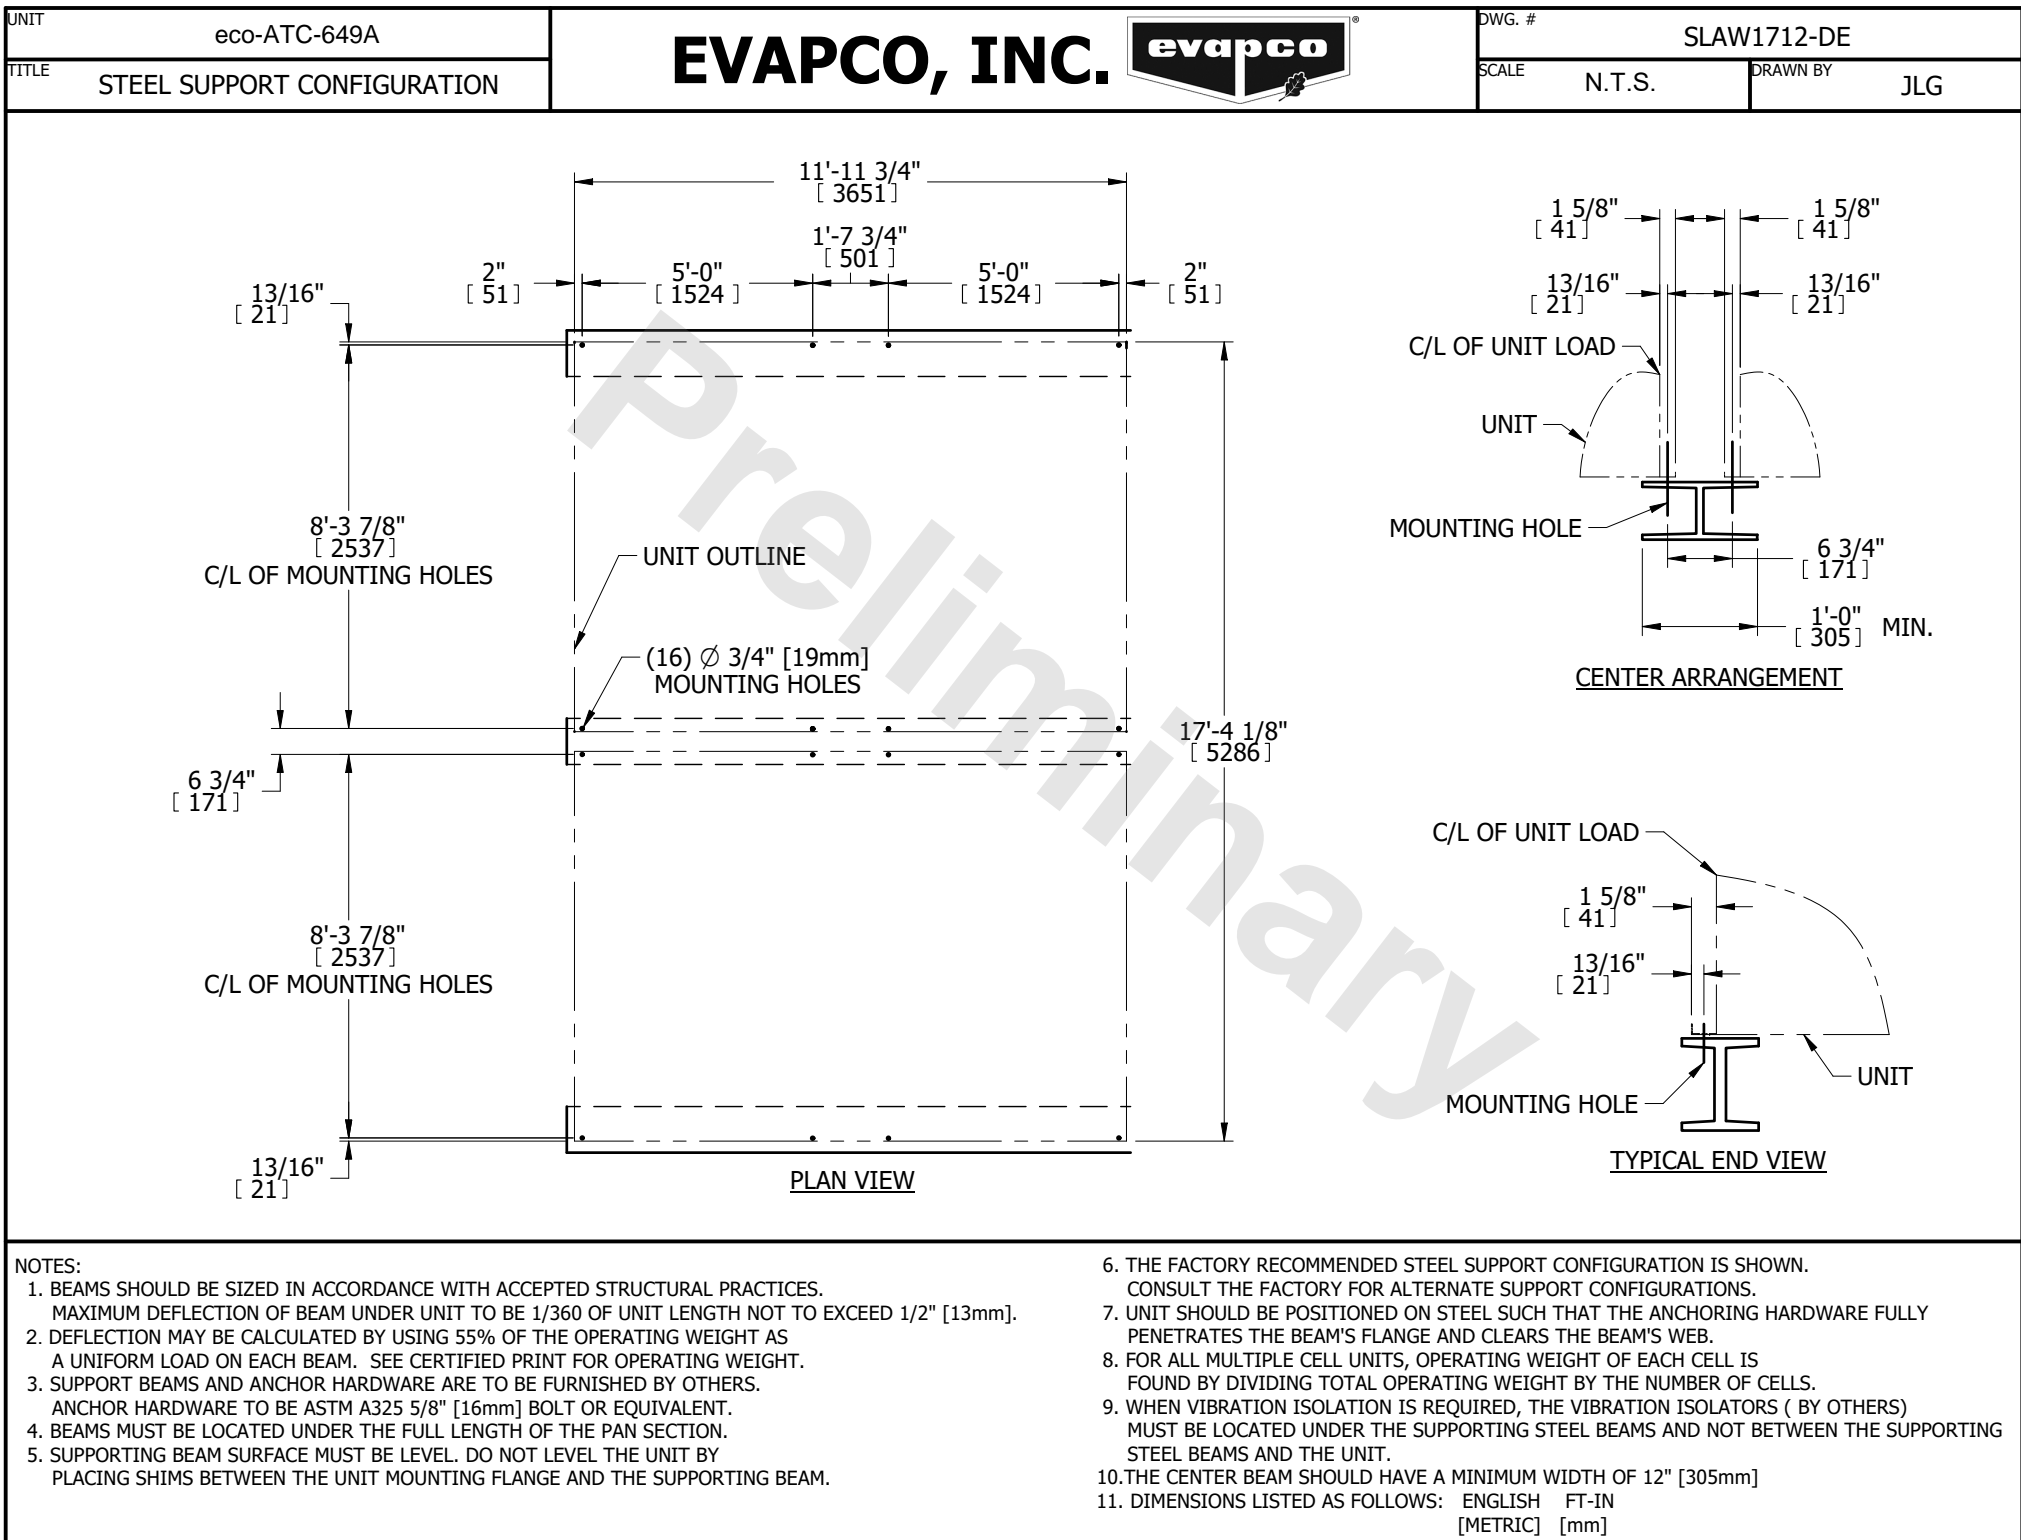 UNIT
eco-ATC-649A
TITLE
STEEL SUPPORT CONFIGURATION
EVAPCO, INC.
evapco
®
DWG. #
SLAW1712-DE
SCALE
N.T.S.
DRAWN BY
JLG
11'-11 3/4"
[ 3651]
1'-7 3/4"
[ 501 ]
2"
[ 51]
5'-0"
[ 1524 ]
5'-0"
[ 1524]
2"
[ 51]
13/16"
[ 21]
8'-3 7/8"
[ 2537]
C/L OF MOUNTING HOLES
UNIT OUTLINE
(16) ∅ 3/4" [19mm]
MOUNTING HOLES
6 3/4"
[ 171]
17'-4 1/8"
[ 5286]
8'-3 7/8"
[ 2537]
C/L OF MOUNTING HOLES
13/16"
[ 21]
PLAN VIEW
Preliminary
1 5/8"
[ 41]
1 5/8"
[ 41]
13/16"
[ 21]
13/16"
[ 21]
C/L OF UNIT LOAD
UNIT
MOUNTING HOLE
6 3/4"
[ 171]
1'-0"
[ 305] MIN.
CENTER ARRANGEMENT
C/L OF UNIT LOAD
1 5/8"
[ 41]
13/16"
[ 21]
UNIT
MOUNTING HOLE
TYPICAL END VIEW
NOTES:
1. BEAMS SHOULD BE SIZED IN ACCORDANCE WITH ACCEPTED STRUCTURAL PRACTICES.
MAXIMUM DEFLECTION OF BEAM UNDER UNIT TO BE 1/360 OF UNIT LENGTH NOT TO EXCEED 1/2" [13mm].
2. DEFLECTION MAY BE CALCULATED BY USING 55% OF THE OPERATING WEIGHT AS
A UNIFORM LOAD ON EACH BEAM. SEE CERTIFIED PRINT FOR OPERATING WEIGHT.
3. SUPPORT BEAMS AND ANCHOR HARDWARE ARE TO BE FURNISHED BY OTHERS.
ANCHOR HARDWARE TO BE ASTM A325 5/8" [16mm] BOLT OR EQUIVALENT.
4. BEAMS MUST BE LOCATED UNDER THE FULL LENGTH OF THE PAN SECTION.
5. SUPPORTING BEAM SURFACE MUST BE LEVEL. DO NOT LEVEL THE UNIT BY
PLACING SHIMS BETWEEN THE UNIT MOUNTING FLANGE AND THE SUPPORTING BEAM.
6. THE FACTORY RECOMMENDED STEEL SUPPORT CONFIGURATION IS SHOWN.
CONSULT THE FACTORY FOR ALTERNATE SUPPORT CONFIGURATIONS.
7. UNIT SHOULD BE POSITIONED ON STEEL SUCH THAT THE ANCHORING HARDWARE FULLY
PENETRATES THE BEAM'S FLANGE AND CLEARS THE BEAM'S WEB.
8. FOR ALL MULTIPLE CELL UNITS, OPERATING WEIGHT OF EACH CELL IS
FOUND BY DIVIDING TOTAL OPERATING WEIGHT BY THE NUMBER OF CELLS.
9. WHEN VIBRATION ISOLATION IS REQUIRED, THE VIBRATION ISOLATORS ( BY OTHERS)
MUST BE LOCATED UNDER THE SUPPORTING STEEL BEAMS AND NOT BETWEEN THE SUPPORTING
STEEL BEAMS AND THE UNIT.
10.THE CENTER BEAM SHOULD HAVE A MINIMUM WIDTH OF 12" [305mm]
11. DIMENSIONS LISTED AS FOLLOWS: ENGLISH FT-IN
[METRIC] [mm]